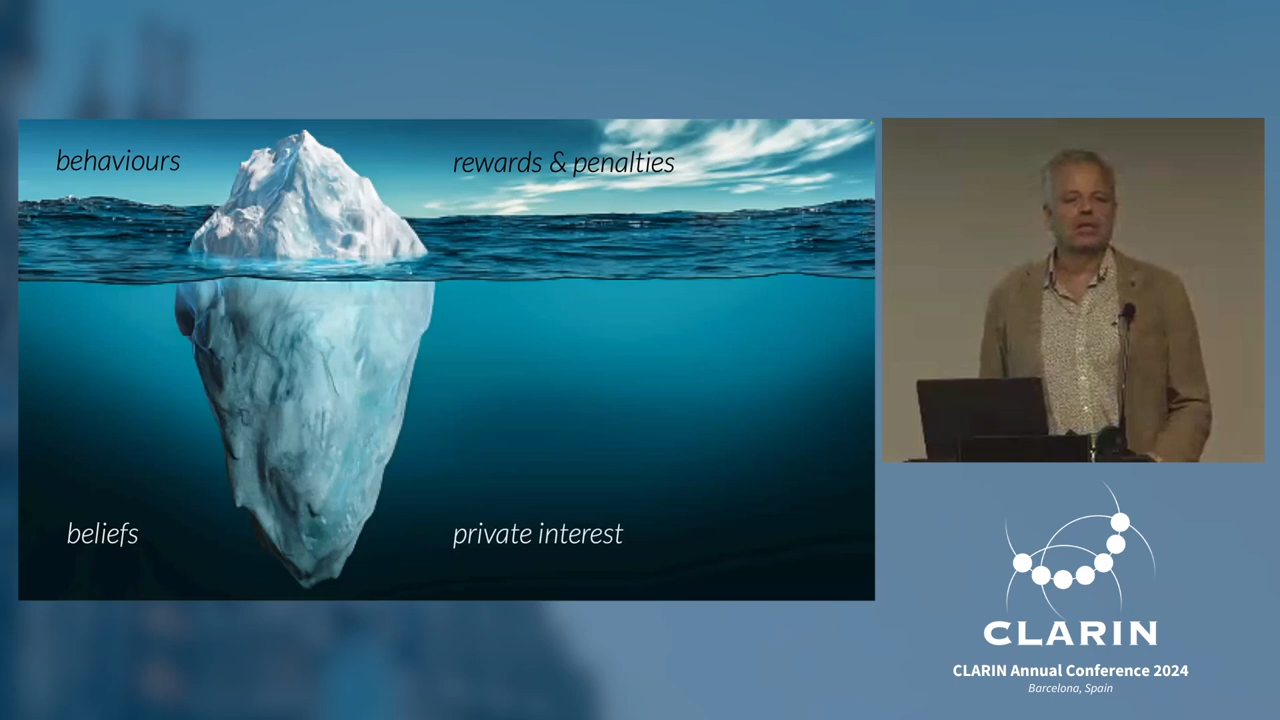 behaviours
rewards & penalties
beliefs
private interest
CLARIN
CLARIN Annual Conference 2024
Barcelona, Spain